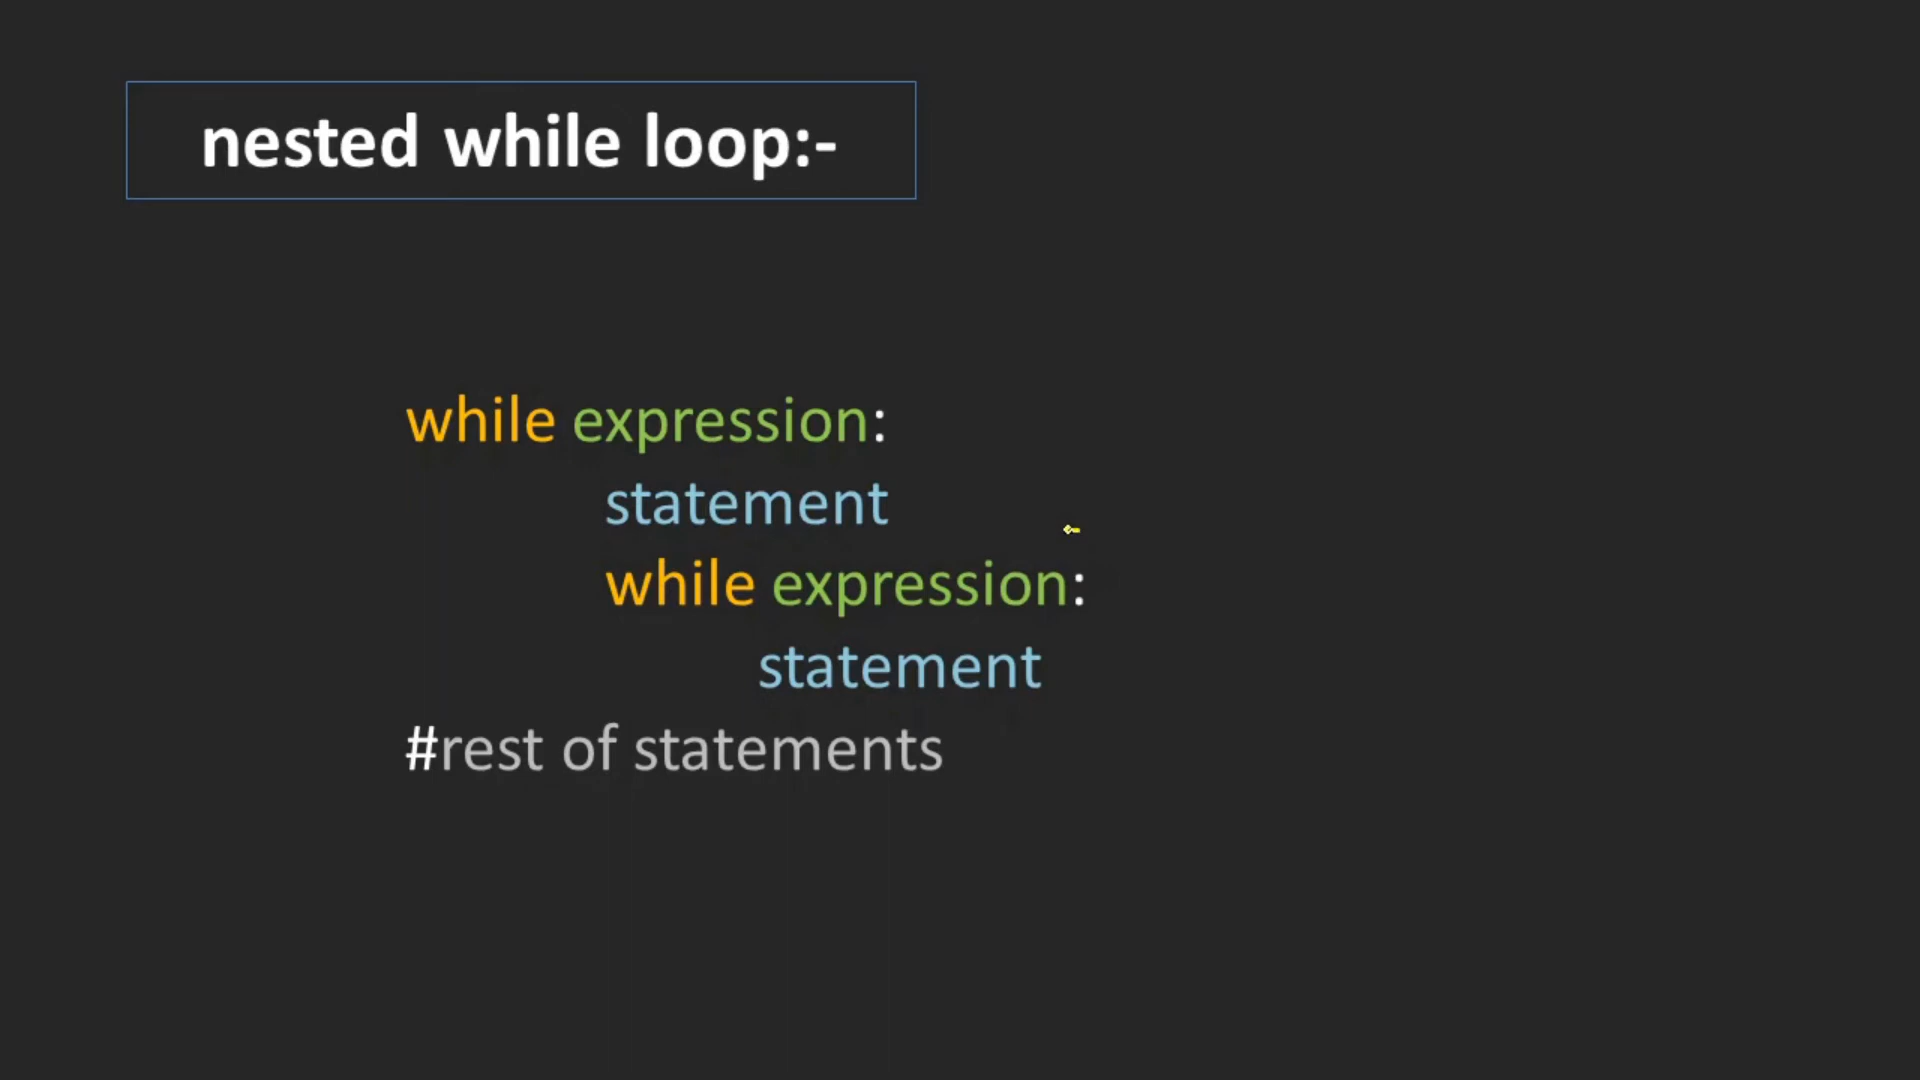 nested while loop:-
while expression:
statement
while expression:
statement
#rest of statements